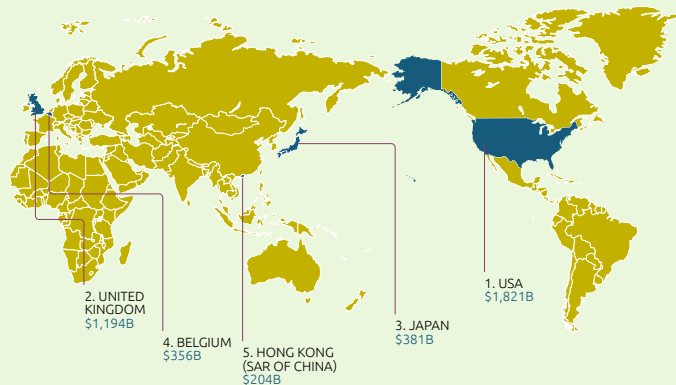 1. USA
$1,821B
2. UNITED
KINGDOM
$1,194B
3. JAPAN
$381B
4. BELGIUM
$356B
5. HONG KONG
(SAR OF CHINA)
$204B